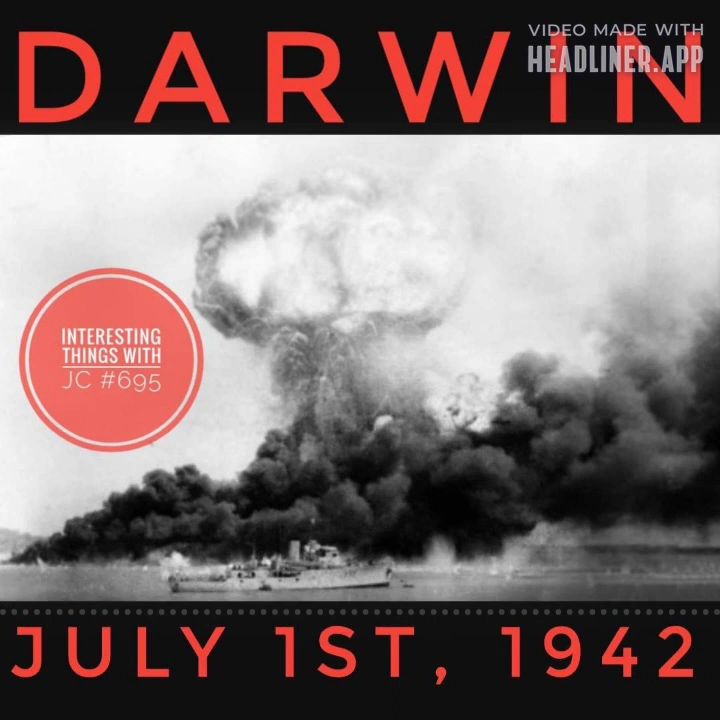 DARWIN
VIDEO MADE WITH
HEADLINER.APP
INTERESTING
THINGS WITH
JC #695
JULY 1ST, 1942